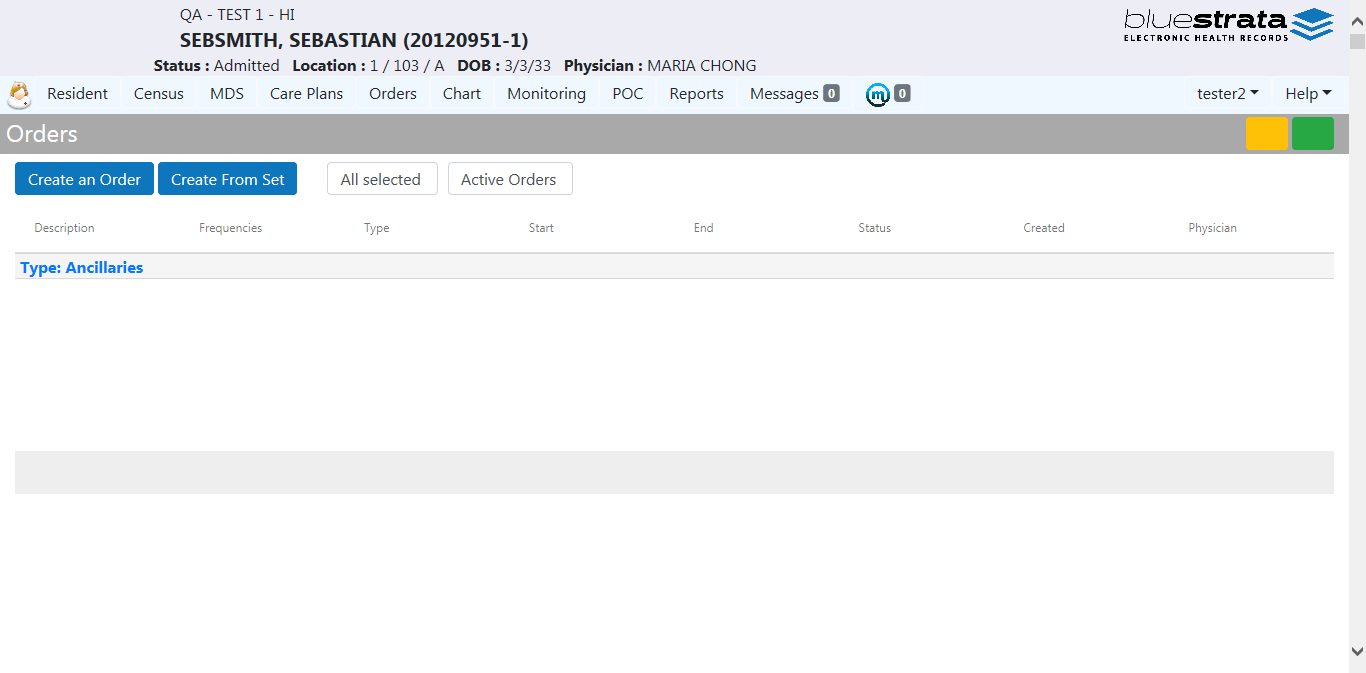 QA - TEST 1 - HI
SEBSMITH, SEBASTIAN (20120951-1)
Status : Admitted Location : 1 / 103 / A DOB : 3/3/33 Physician : MARIA CHONG
bluestrata
ELECTRONIC HEALTH RECORDS
Resident Census MDS Care Plans Orders Chart Monitoring POC Reports Messages 0 m 0 tester2 Help
Orders
Create an Order Create From Set All selected Active Orders
Description Frequencies Type Start End Status Created Physician
Type: Ancillaries